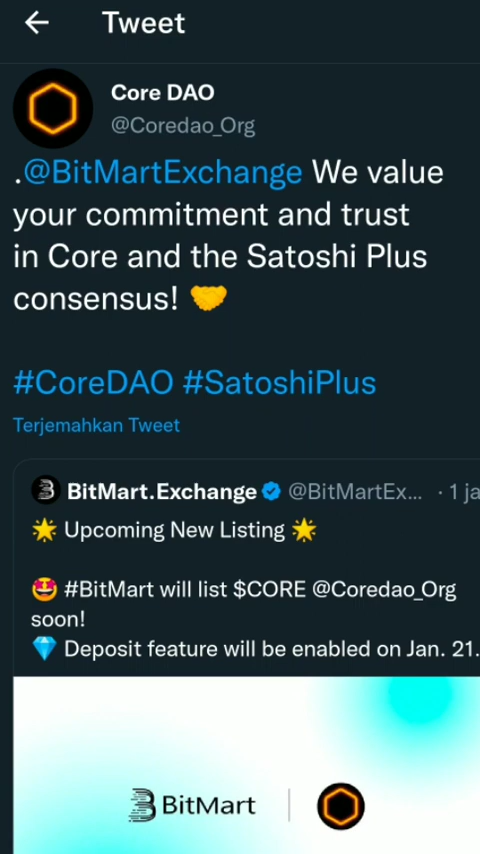 Tweet
Core DAO
@Coredao_Org
.@BitMartExchange We value
your commitment and trust
in Core and the Satoshi Plus
consensus! 🤝
#CoreDAO #SatoshiPlus
Terjemahkan Tweet
BitMart.Exchange @BitMartEx... · 1 ja
🌟 Upcoming New Listing 🌟
🤩 #BitMart will list $CORE @Coredao_Org
soon!
💎 Deposit feature will be enabled on Jan. 21.
BitMart